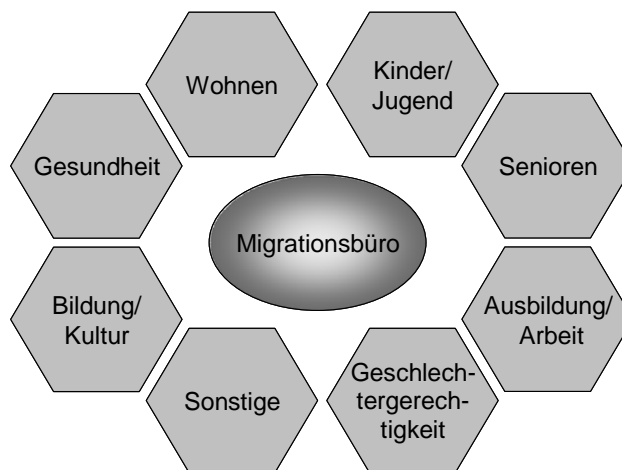 Wohnen
Kinder/
Jugend
Gesundheit
Senioren
Migrationsbüro
Bildung/
Kultur
Ausbildung/
Arbeit
Sonstige
Geschlech-
tergerech-
tigkeit